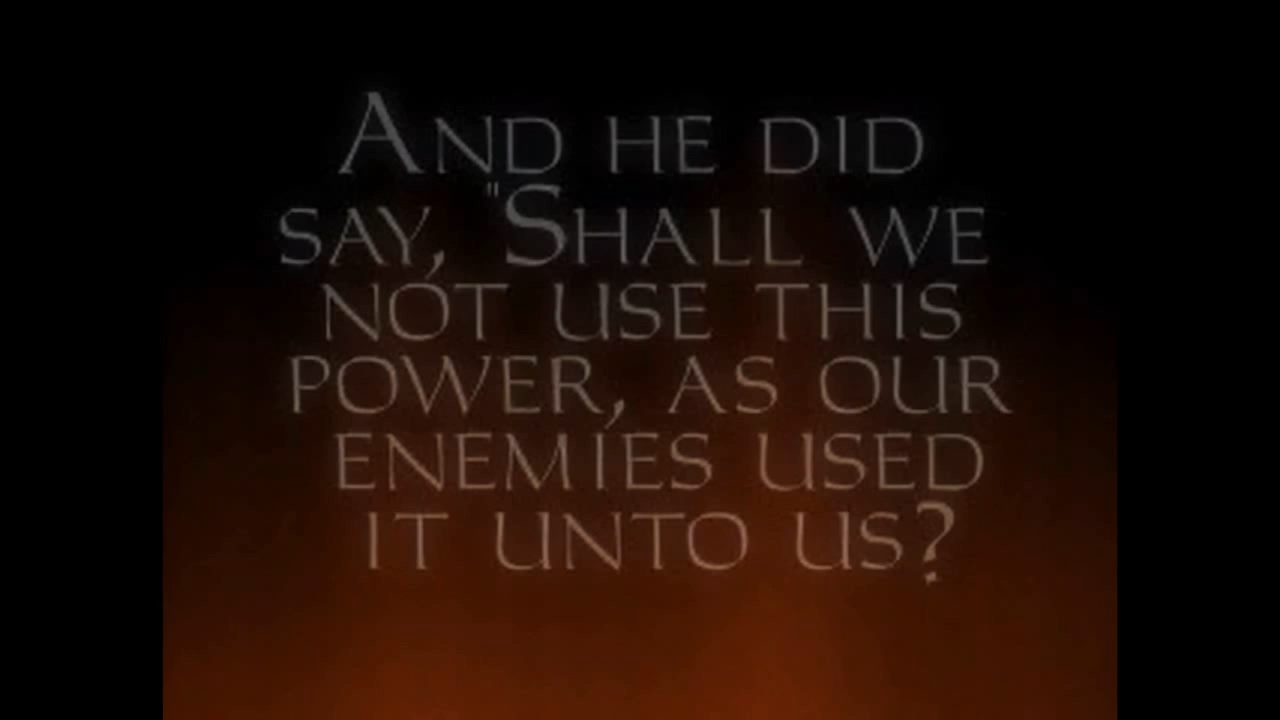 AND HE DID
SAY, "SHALL WE
NOT USE THIS
POWER, AS OUR
ENEMIES USED
IT UNTO US?